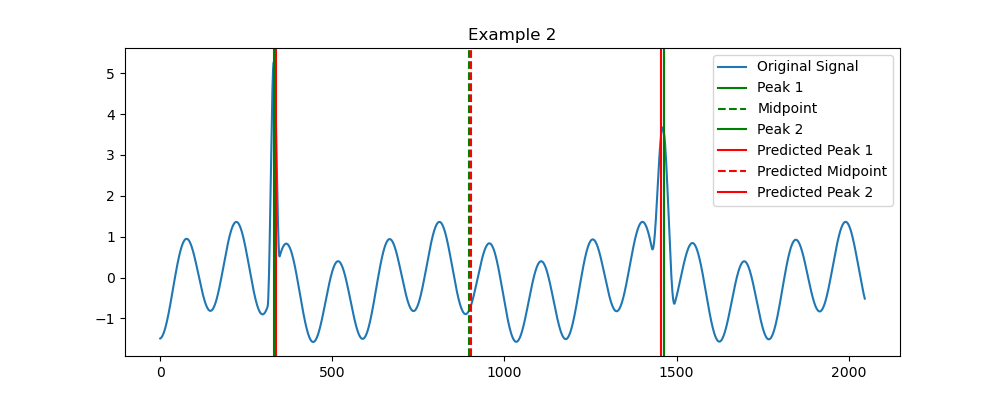 Example 2
5
4
3
2
1
0
−1
0
500
1000
1500
2000
Original Signal
Peak 1
Midpoint
Peak 2
Predicted Peak 1
Predicted Midpoint
Predicted Peak 2